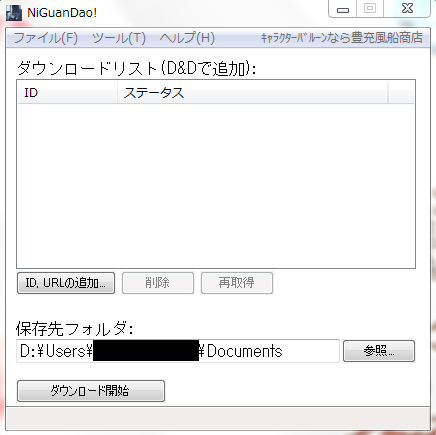 NiGuanDao!
ファイル(F) ツール(T) ヘルプ(H) ｷｬﾗｸﾀｰﾊﾞﾙｰﾝなら豊充風船商店
ダウンロードリスト(D&Dで追加):
ID ステータス
ID, URLの追加... 削除 再取得
保存先フォルダ:
D:¥Users¥ ¥Documents 参照...
ダウンロード開始